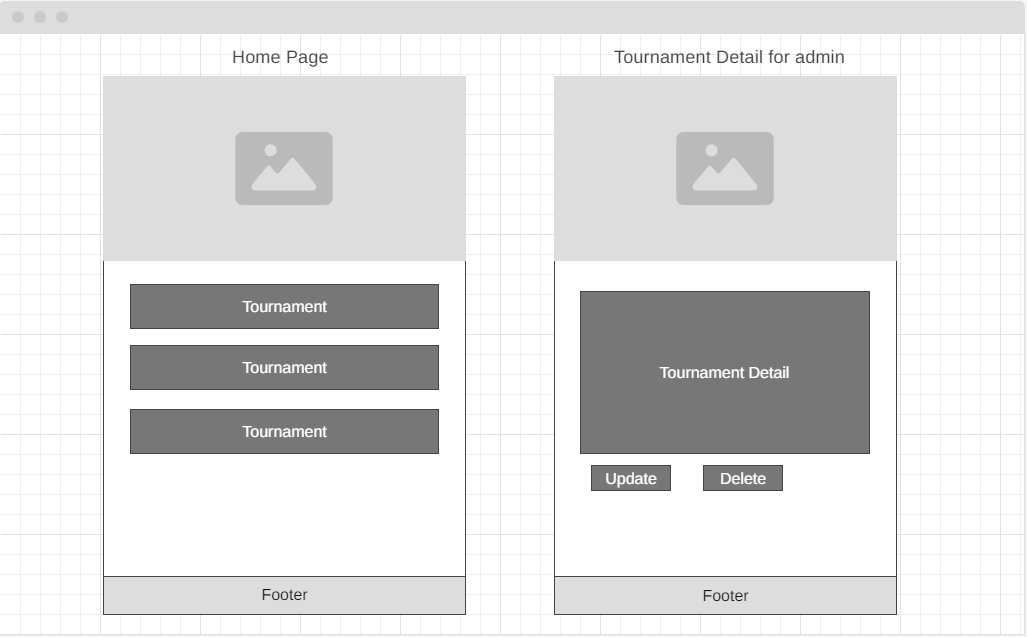 Home Page
Tournament
Tournament
Tournament
Footer
Tournament Detail for admin
Tournament Detail
Update
Delete
Footer